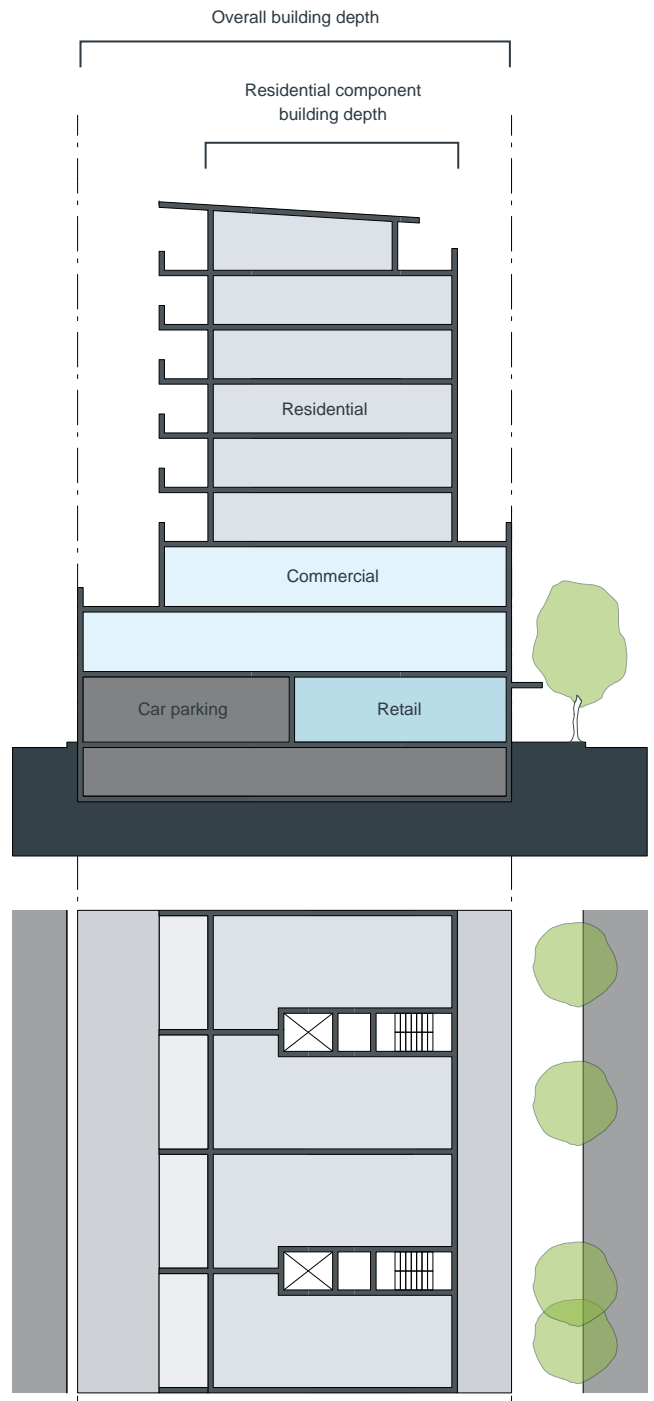 Overall building depth
Residential component
building depth
Residential
Commercial
Car parking
Retail